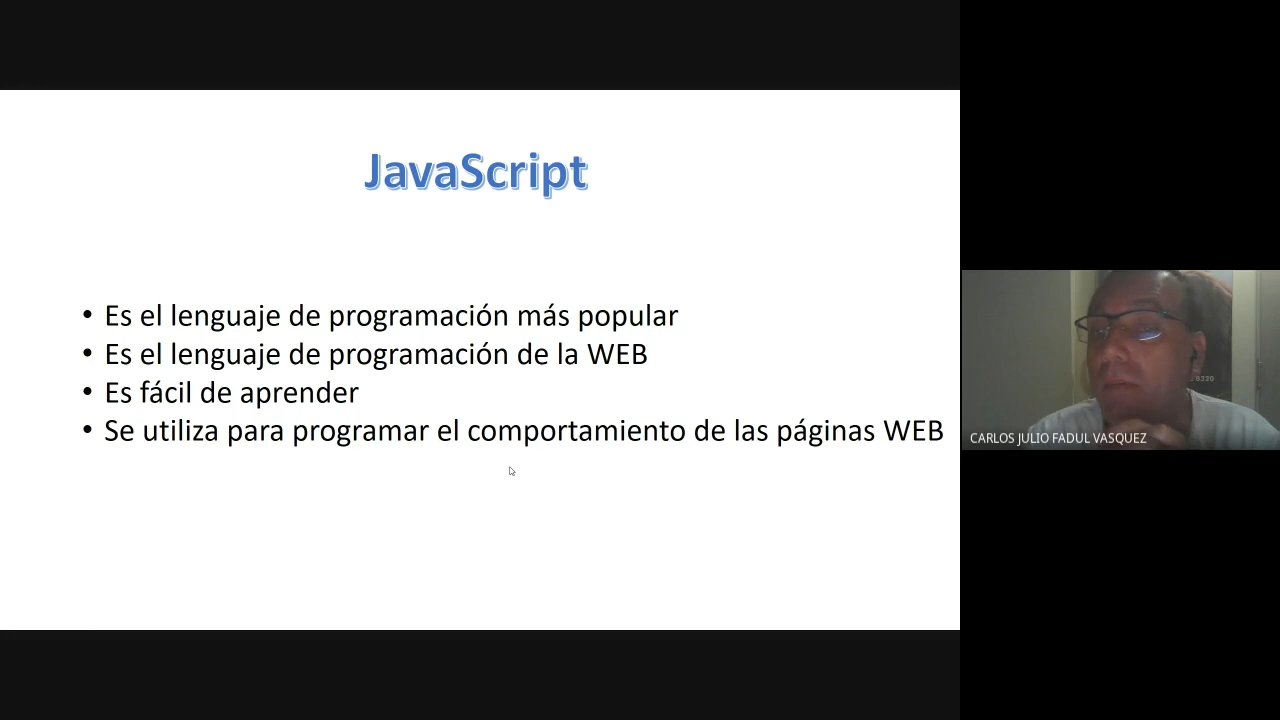 JavaScript
• Es el lenguaje de programación más popular
• Es el lenguaje de programación de la WEB
• Es fácil de aprender
• Se utiliza para programar el comportamiento de las páginas WEB
8320
CARLOS JULIO FADUL VASQUEZ